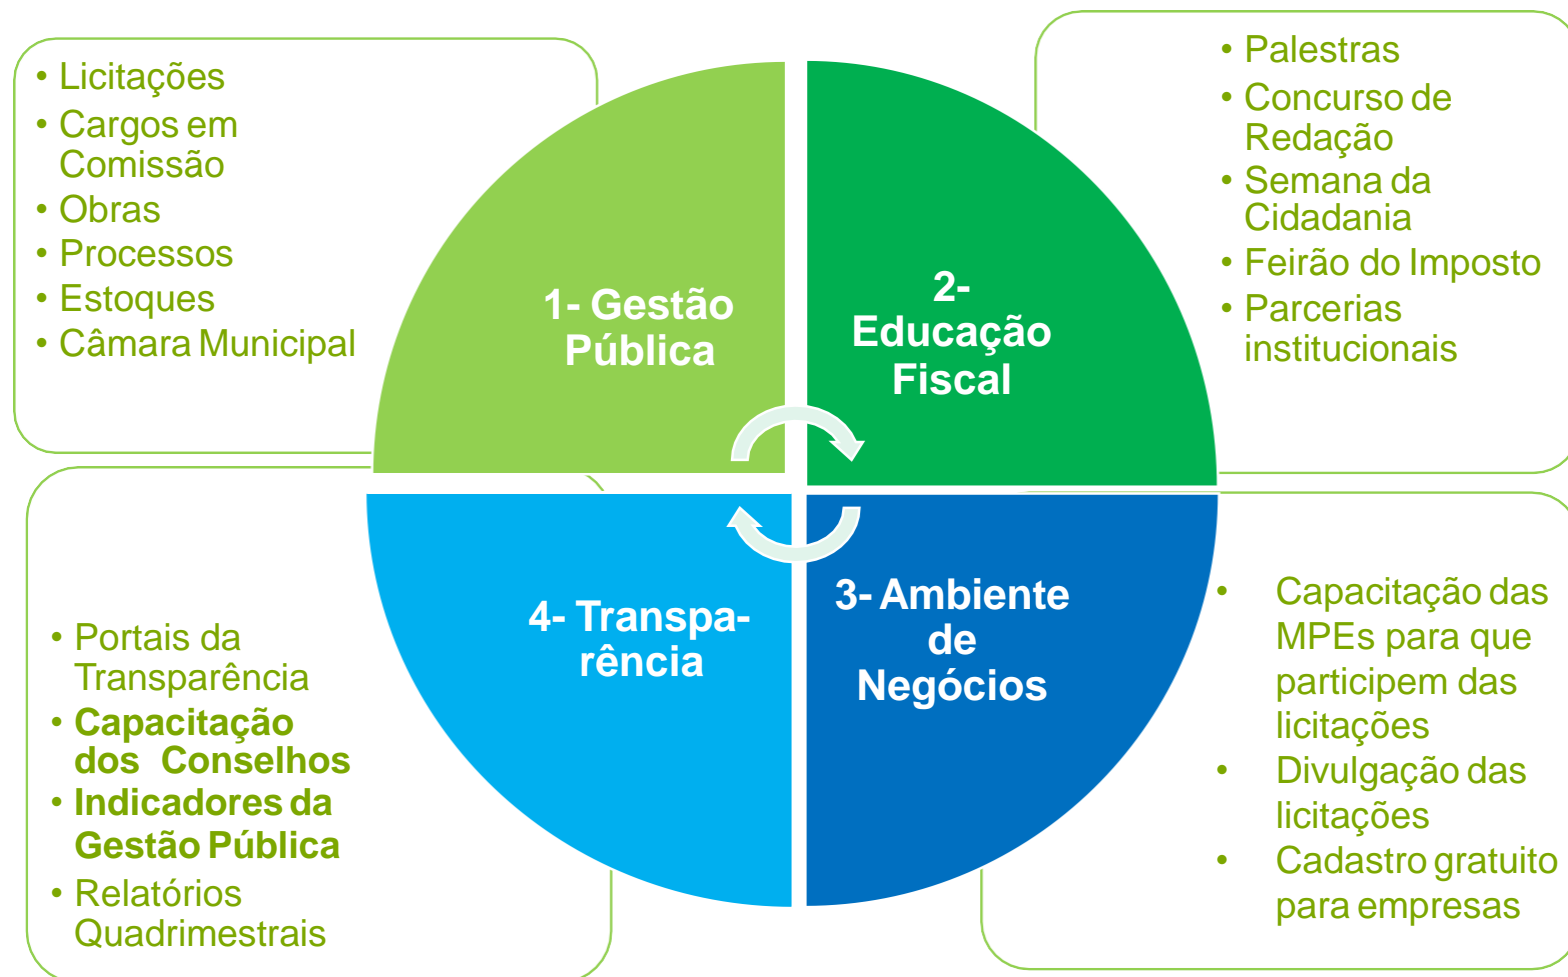 • Licitações
• Cargos em
Comissão
• Obras
• Processos
• Estoques
• Câmara Municipal
1- Gestão
Pública
2-
Educação
Fiscal
• Palestras
• Concurso de
Redação
• Semana da
Cidadania
• Feirão do Imposto
• Parcerias
institucionais
• Portais da
Transparência
• Capacitação
dos Conselhos
• Indicadores da
Gestão Pública
• Relatórios
Quadrimestrais
4- Transpa-
rência
3- Ambiente
de
Negócios
• Capacitação das
MPEs para que
participem das
licitações
• Divulgação das
licitações
• Cadastro gratuito
para empresas